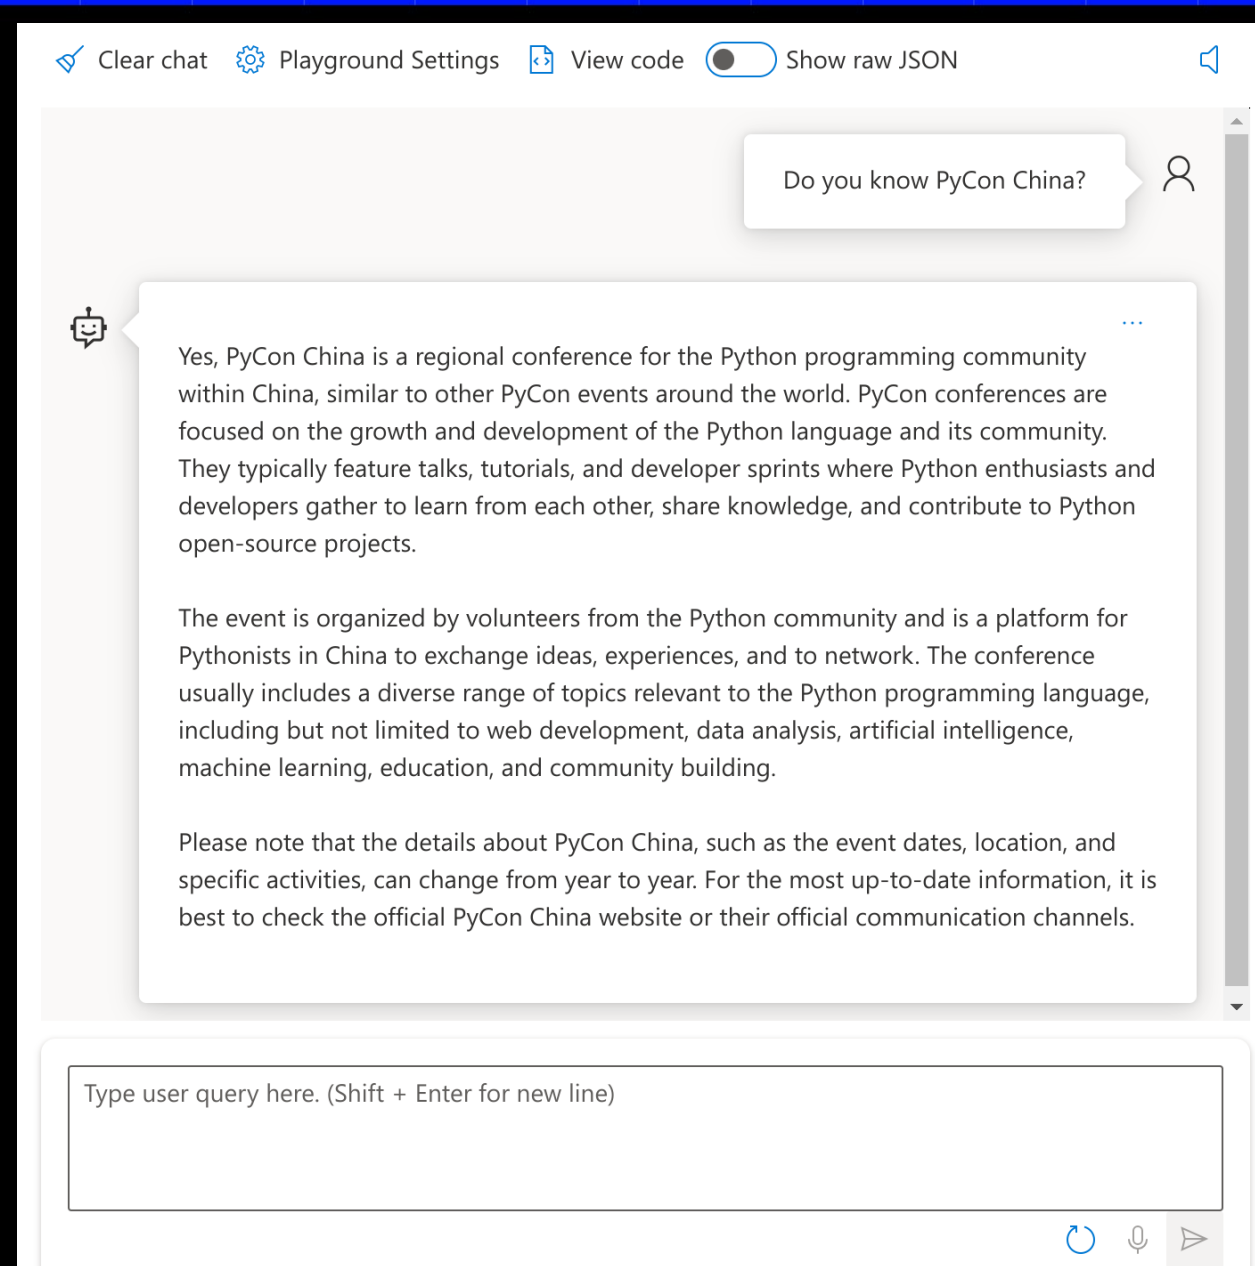 Clear chat Playground Settings View code Show raw JSON
Do you know PyCon China?
...
Yes, PyCon China is a regional conference for the Python programming community
within China, similar to other PyCon events around the world. PyCon conferences are
focused on the growth and development of the Python language and its community.
They typically feature talks, tutorials, and developer sprints where Python enthusiasts and
developers gather to learn from each other, share knowledge, and contribute to Python
open-source projects.
The event is organized by volunteers from the Python community and is a platform for
Pythonists in China to exchange ideas, experiences, and to network. The conference
usually includes a diverse range of topics relevant to the Python programming language,
including but not limited to web development, data analysis, artificial intelligence,
machine learning, education, and community building.
Please note that the details about PyCon China, such as the event dates, location, and
specific activities, can change from year to year. For the most up-to-date information, it is
best to check the official PyCon China website or their official communication channels.
Type user query here. (Shift + Enter for new line)